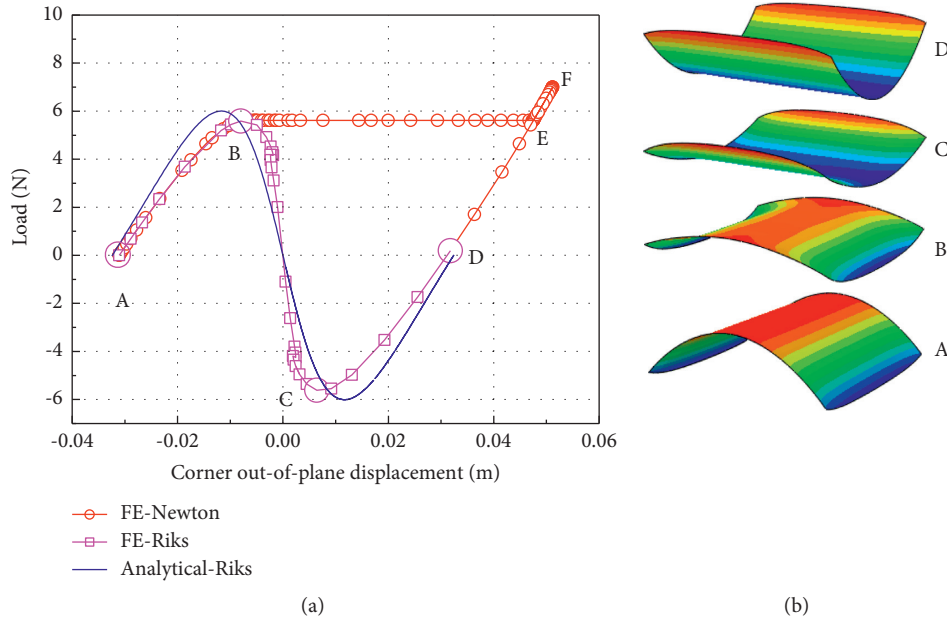 10
8
6
4
2
0
-2
-4
-6
Load (N)
A
B
C
D
E
F
-0.04
-0.02
0.00
0.02
0.04
0.06
Corner out-of-plane displacement (m)
FE-Newton
FE-Riks
Analytical-Riks
(a)
D
C
B
A
(b)